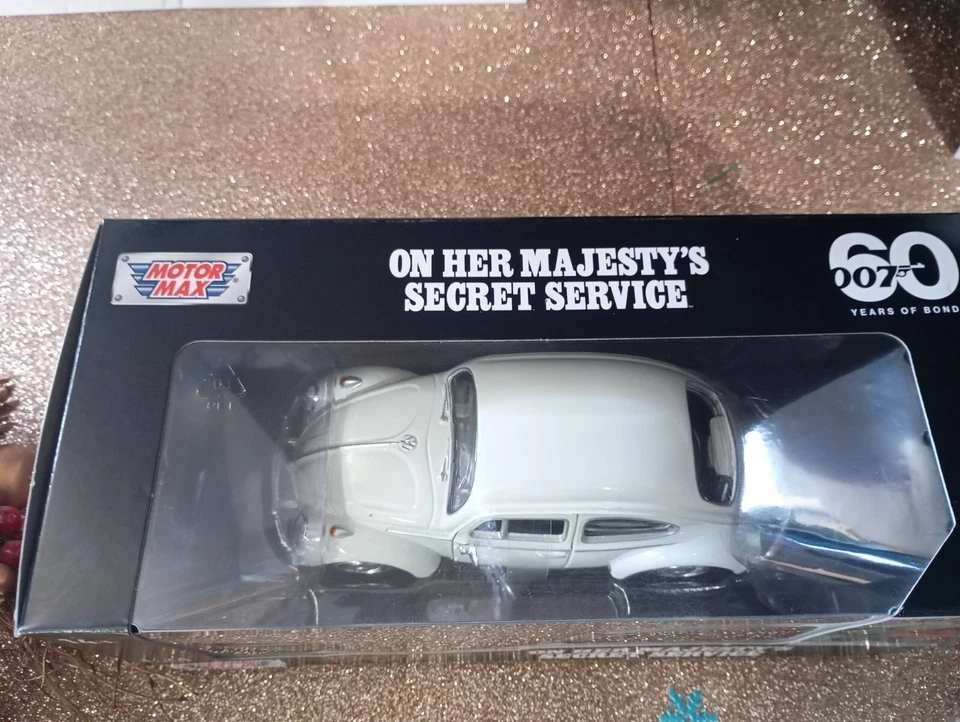 MOTOR
MAX
ON HER MAJESTY'S
SECRET SERVICE
60
007
YEARS OF BOND